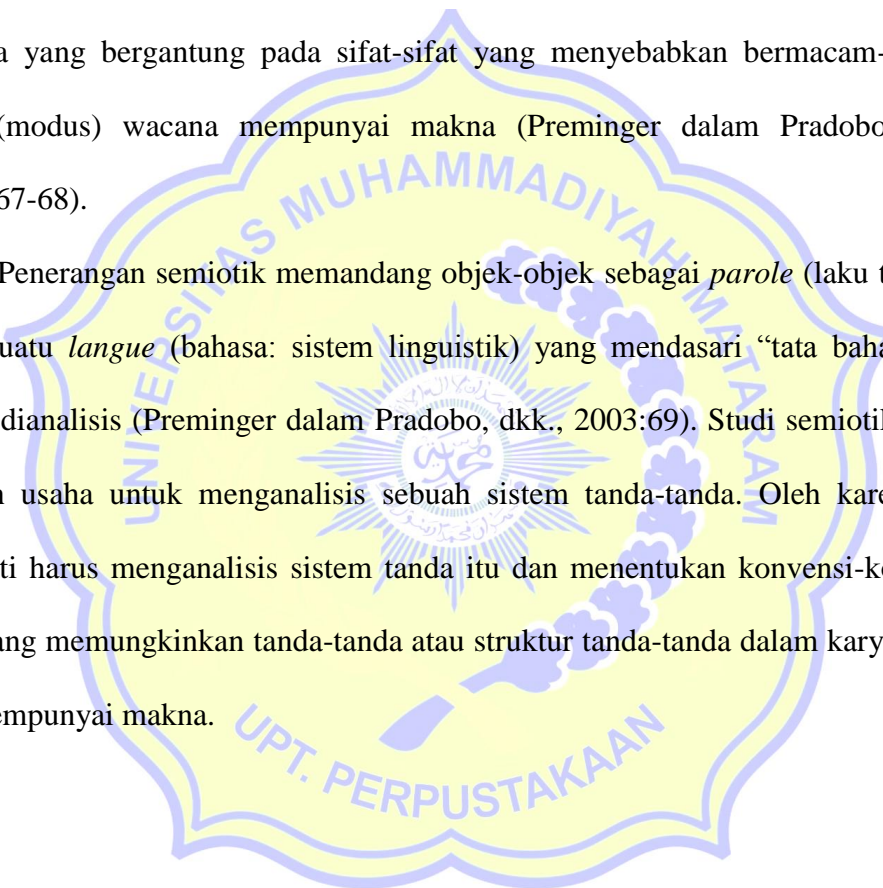 a yang bergantung pada sifat-sifat yang menyebabkan bermacam-
(modus) wacana mempunyai makna (Preminger dalam Pradobo
67-68).
Penerangan semiotik memandang objek-objek sebagai parole (laku t
uatu langue (bahasa: sistem linguistik) yang mendasari “tata baha
dianalisis (Preminger dalam Pradobo, dkk., 2003:69). Studi semiotik
usaha untuk menganalisis sebuah sistem tanda-tanda. Oleh kare
ti harus menganalisis sistem tanda itu dan menentukan konvensi-ko
ang memungkinkan tanda-tanda atau struktur tanda-tanda dalam kary
empunyai makna.
UNIVERSITAS MUHAMMADIYAH MATARAM
UPT. PERPUSTAKAAN